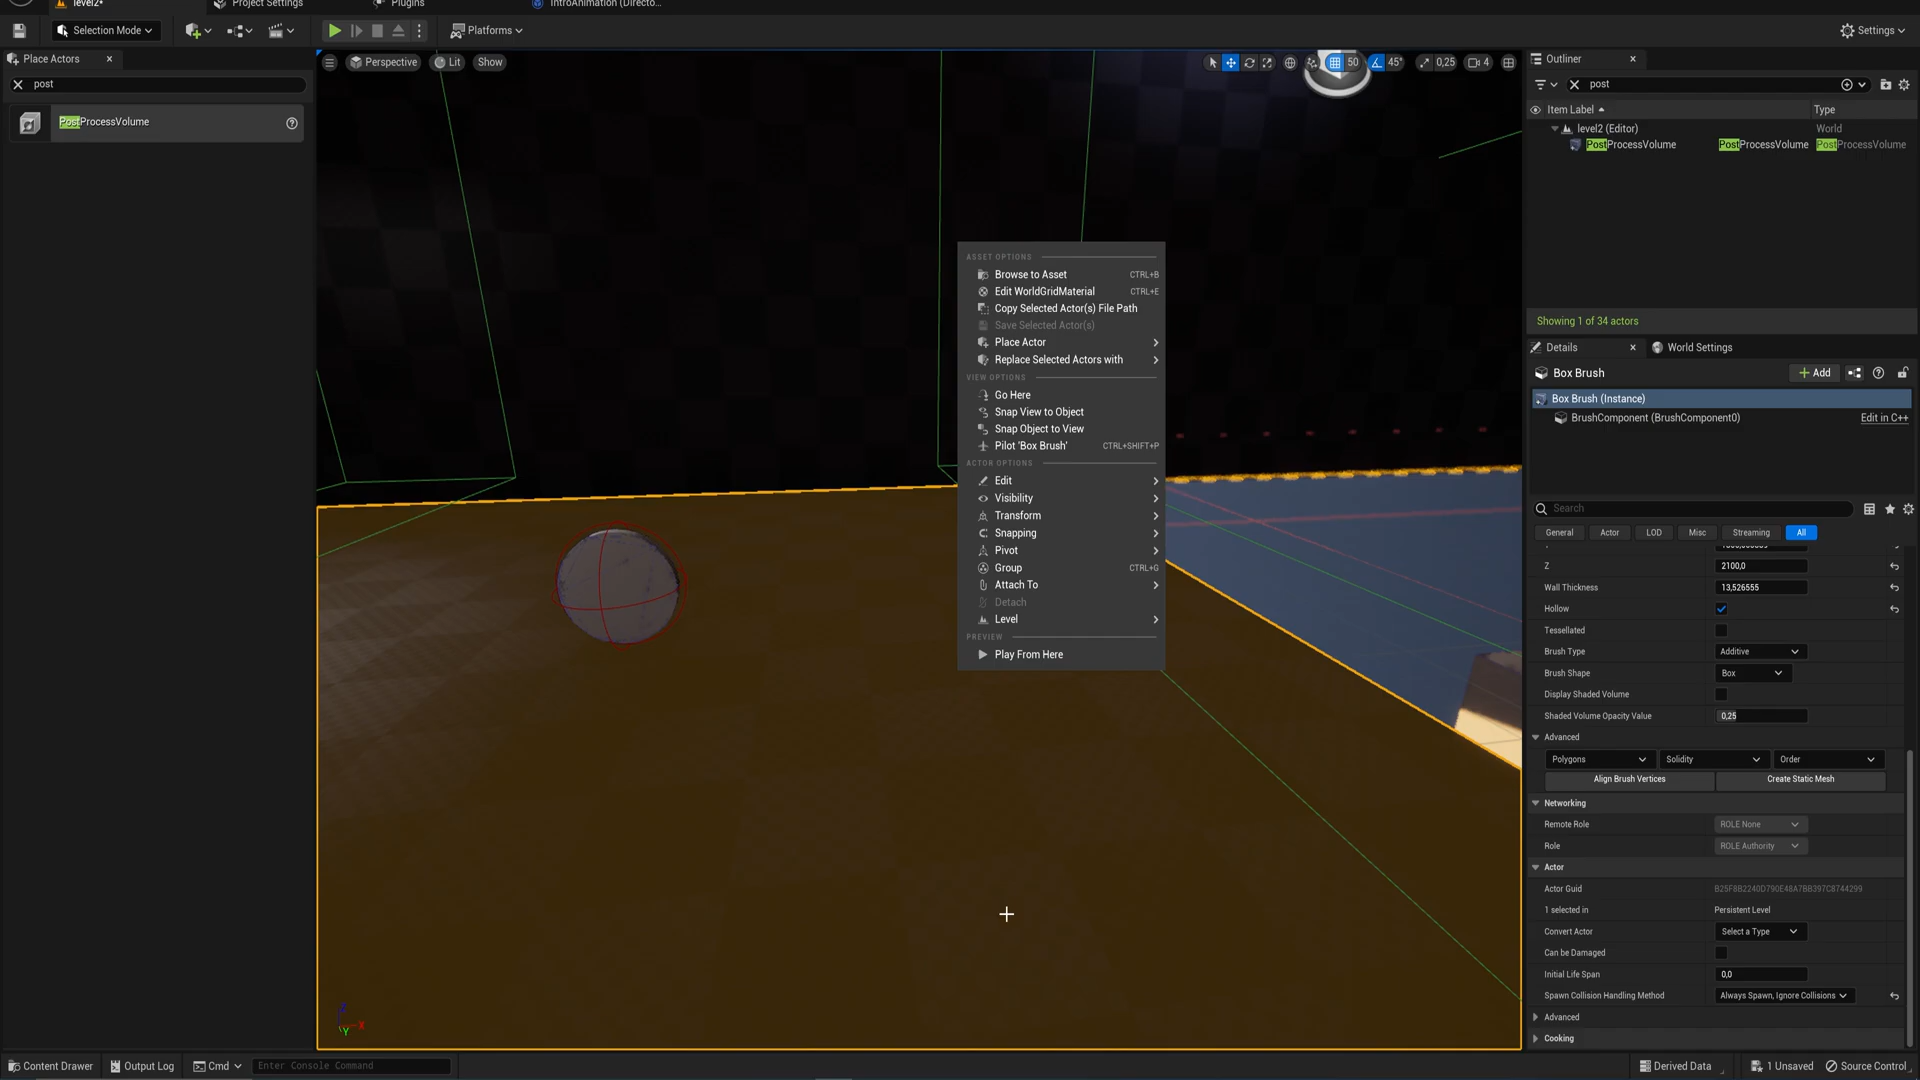 level2*
Project Settings
Plugins
IntroAnimation (Directo...
Selection Mode
Platforms
Settings
Place Actors
post
PostProcessVolume
Perspective
Lit
Show
50
45°
0,25
4
Outliner
post
Item Label
Type
level2 (Editor)
World
PostProcessVolume
PostProcessVolume
PostProcessVolume
Showing 1 of 34 actors
ASSET OPTIONS
Browse to Asset CTRL+B
Edit WorldGridMaterial CTRL+E
Copy Selected Actor(s) File Path
Save Selected Actor(s)
Place Actor
Replace Selected Actors with
VIEW OPTIONS
Go Here
Snap View to Object
Snap Object to View
Pilot 'Box Brush' CTRL+SHIFT+P
ACTOR OPTIONS
Edit
Visibility
Transform
Snapping
Pivot
Group CTRL+G
Attach To
Detach
Level
PREVIEW
Play From Here
X
Y
Details
World Settings
Box Brush
Add
Box Brush (Instance)
BrushComponent (BrushComponent0)
Edit in C++
Search
General
Actor
LOD
Misc
Streaming
All
Z 2100,0
Wall Thickness 13,526555
Hollow
Tessellated
Brush Type Additive
Brush Shape Box
Display Shaded Volume
Shaded Volume Opacity Value 0,25
Advanced
Polygons Solidity Order
Align Brush Vertices Create Static Mesh
Networking
Remote Role ROLE None
Role ROLE Authority
Actor
Actor Guid B25F8B2240D790E48A7BB397C8744299
1 selected in Persistent Level
Convert Actor Select a Type
Can be Damaged
Initial Life Span 0,0
Spawn Collision Handling Method Always Spawn, Ignore Collisions
Advanced
Cooking
Content Drawer
Output Log
Cmd
Enter Console Command
Derived Data
1 Unsaved
Source Control